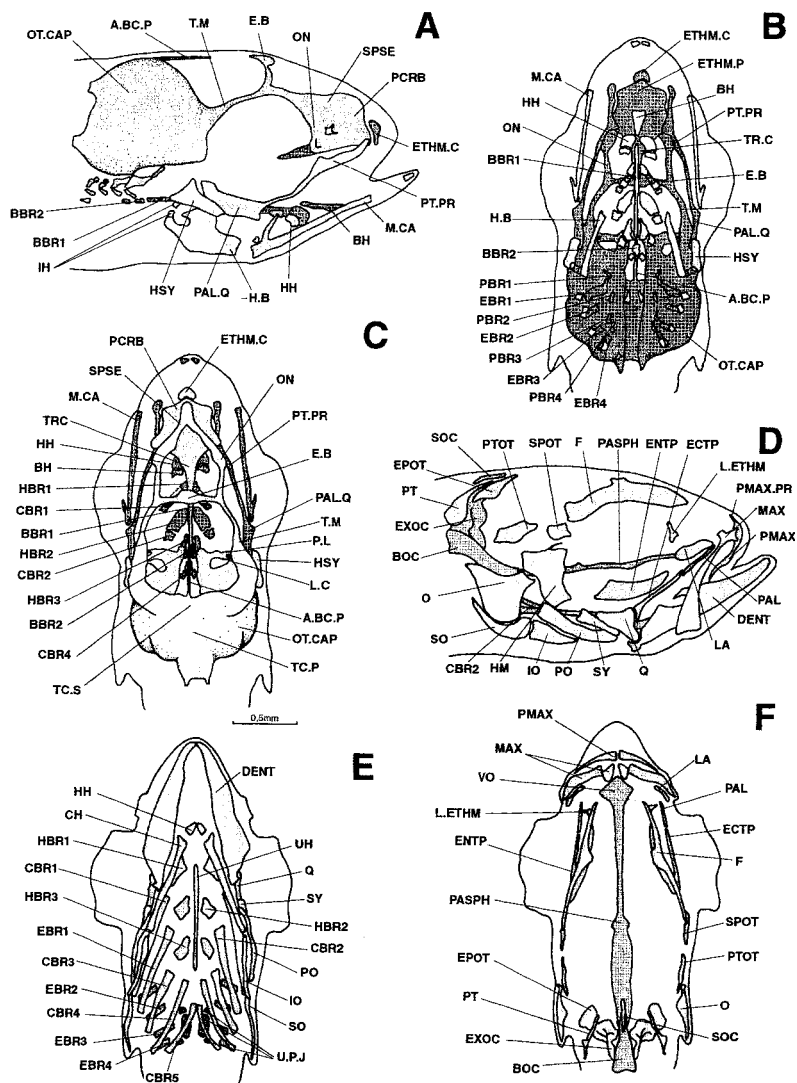 A
A.BC.P
T.M
E.B
ON
SPSE
PCRB
OT.CAP
ETHM.C
PT.PR
M.CA
BBR2
BBR1
IH
HSY
PAL.Q
H.B
HH
BH
B
ETHM.C
ETHM.P
M.CA
BH
HH
PT.PR
ON
TR.C
BBR1
E.B
T.M
H.B
PAL.Q
BBR2
HSY
PBR1
EBR1
A.BC.P
PBR2
EBR2
PBR3
OT.CAP
EBR3
PBR4
EBR4
C
PCRB
ETHM.C
SPSE
M.CA
ON
TRC
PT.PR
HH
BH
E.B
HBR1
CBR1
PAL.Q
BBR1
T.M
HBR2
P.L
CBR2
HSY
HBR3
L.C
BBR2
A.BC.P
CBR4
OT.CAP
TC.S
TC.P
0,5mm
D
SOC
PTOT
SPOT
F
PASPH
ENTP
ECTP
EPOT
L.ETHM
PT
PMAX.PR
EXOC
MAX
BOC
PMAX
O
PAL
DENT
SO
LA
CBR2
HM
IO
PO
SY
Q
E
DENT
HH
CH
HBR1
UH
CBR1
Q
HBR3
SY
HBR2
EBR1
CBR2
CBR3
PO
EBR2
IO
CBR4
SO
EBR3
U.P.J
EBR4
CBR5
F
PMAX
MAX
LA
VO
PAL
L.ETHM
ECTP
ENTP
F
PASPH
SPOT
EPOT
PTOT
PT
O
EXOC
SOC
BOC